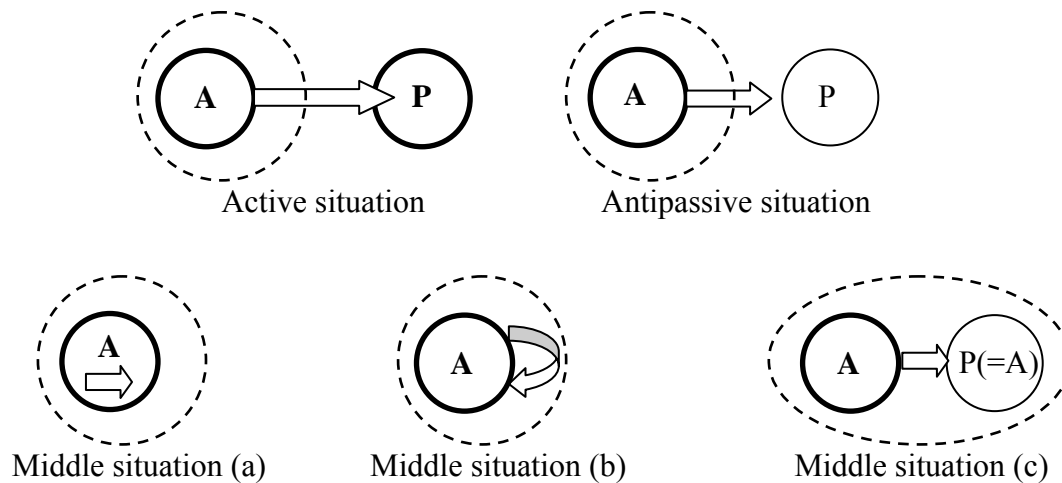 A P A P
Active situation Antipassive situation
A A A P(=A)
Middle situation (a) Middle situation (b) Middle situation (c)